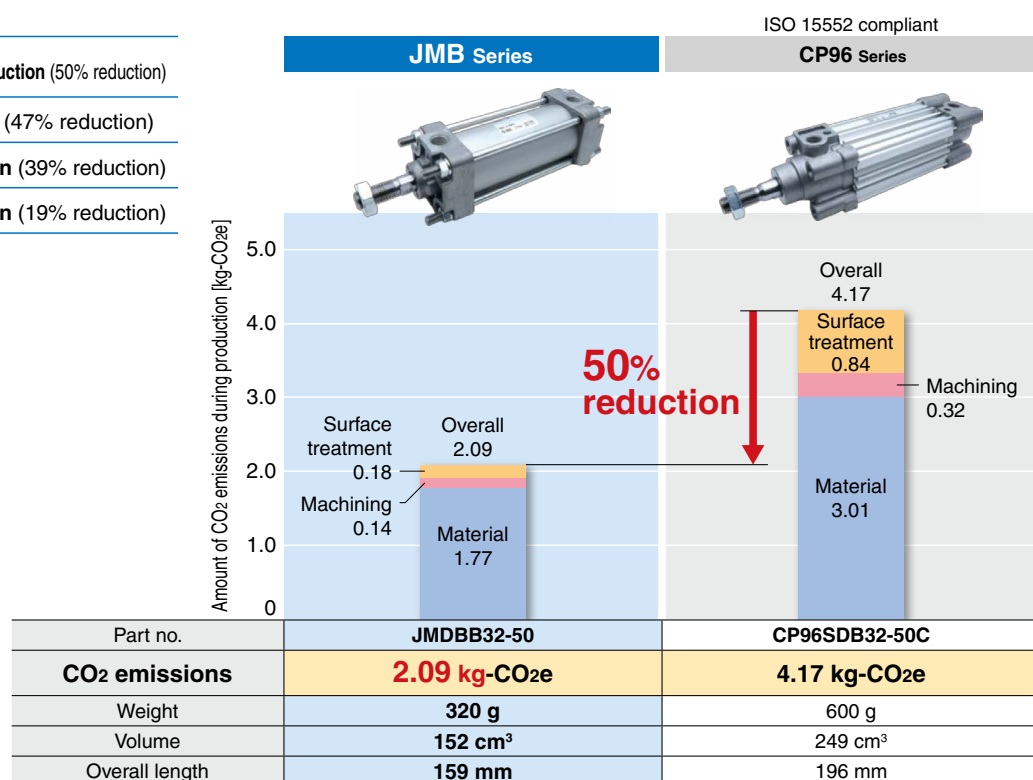 ISO 15552 compliant
JMB Series
CP96 Series
(50% reduction)
(47% reduction)
(39% reduction)
(19% reduction)
Amount of CO2 emissions during production [kg-CO2e]
5.0
4.0
3.0
2.0
1.0
0
Surface
treatment
0.18
Machining
0.14
Overall
2.09
Material
1.77
50%
reduction
Overall
4.17
Surface
treatment
0.84
Machining
0.32
Material
3.01
Part no. JMDBB32-50 CP96SDB32-50C
CO2 emissions 2.09 kg-CO2e 4.17 kg-CO2e
Weight 320 g 600 g
Volume 152 cm³ 249 cm³
Overall length 159 mm 196 mm